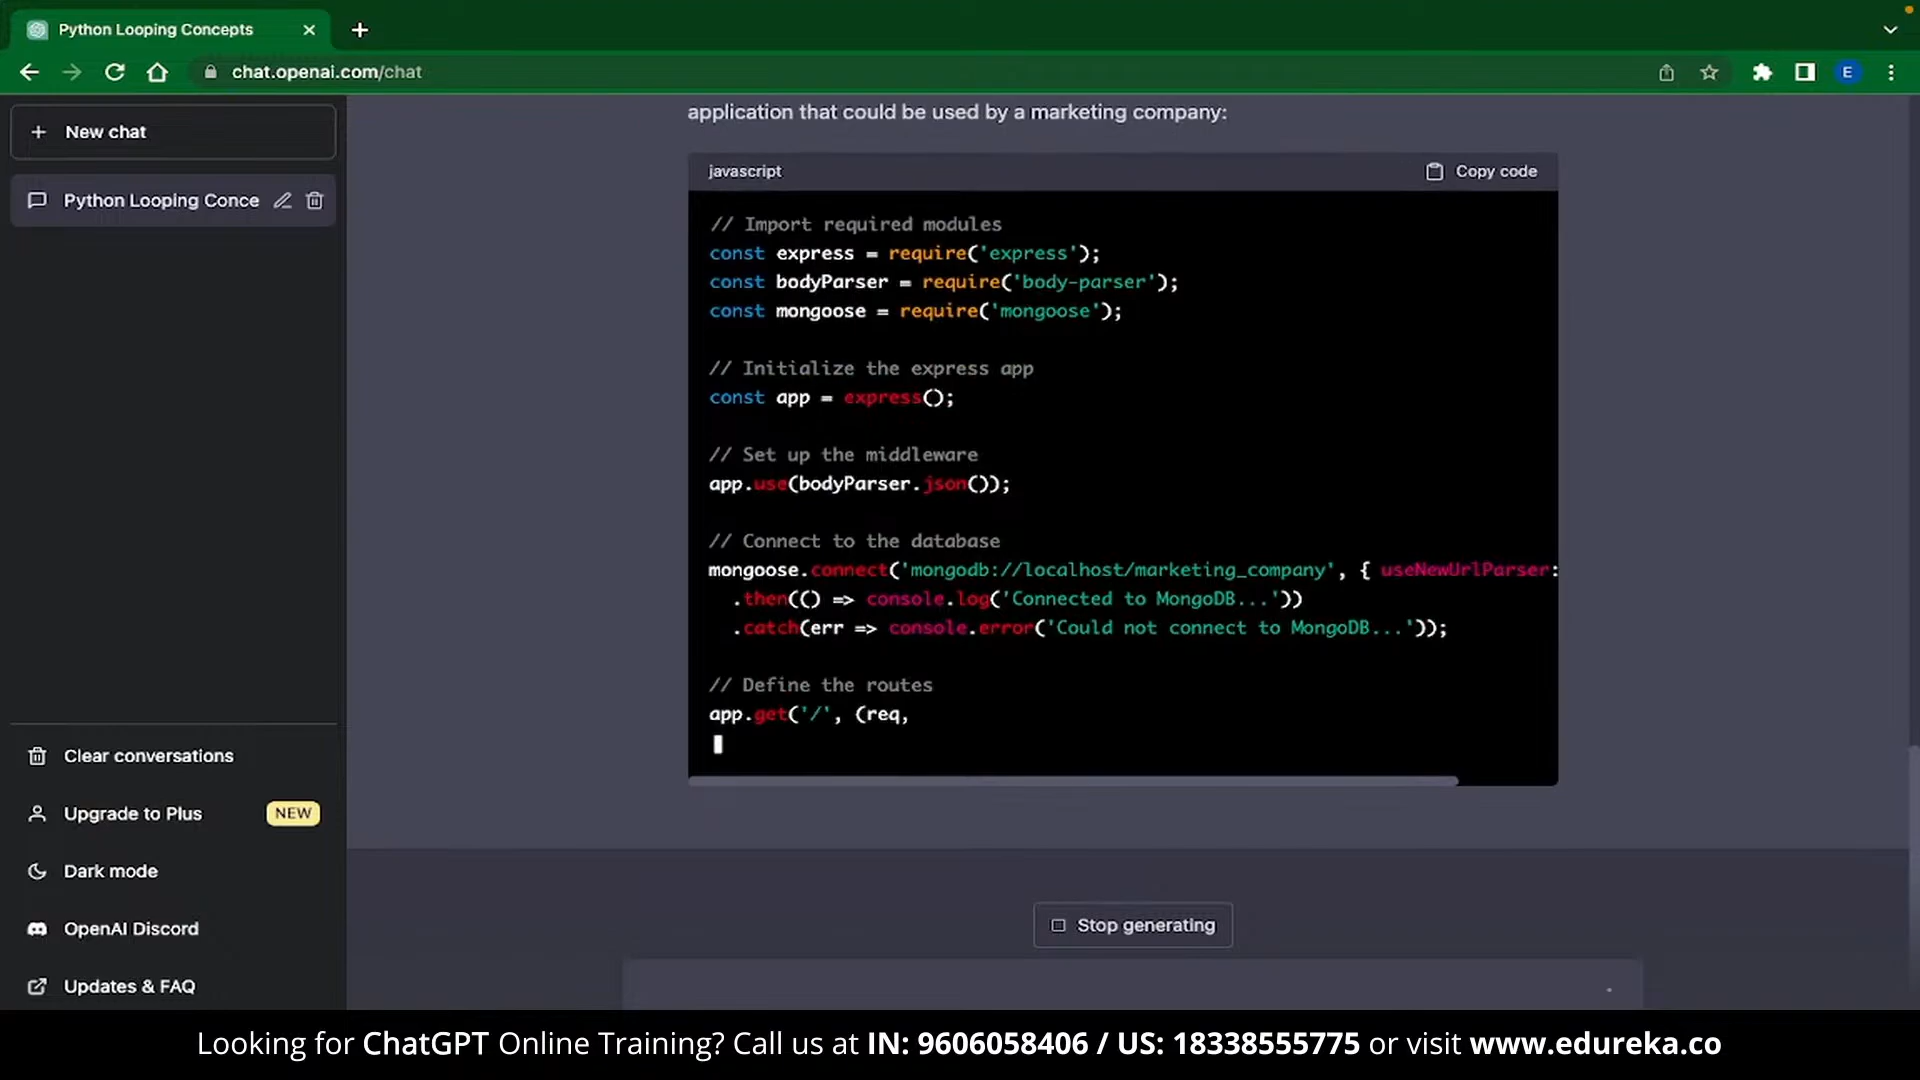 Python Looping Concepts
chat.openai.com/chat
E
New chat
Python Looping Conce
application that could be used by a marketing company:
javascript
Copy code
// Import required modules
const express = require('express');
const bodyParser = require('body-parser');
const mongoose = require('mongoose');
// Initialize the express app
const app = express();
// Set up the middleware
app.use(bodyParser.json());
// Connect to the database
mongoose.connect('mongodb://localhost/marketing_company', { useNewUrlParser:
.then(() => console.log('Connected to MongoDB...'))
.catch(err => console.error('Could not connect to MongoDB...'));
// Define the routes
app.get('/', (req,
Clear conversations
Upgrade to Plus NEW
Dark mode
OpenAI Discord
Updates & FAQ
Stop generating
Looking for ChatGPT Online Training? Call us at IN: 9606058406 / US: 18338555775 or visit www.edureka.co